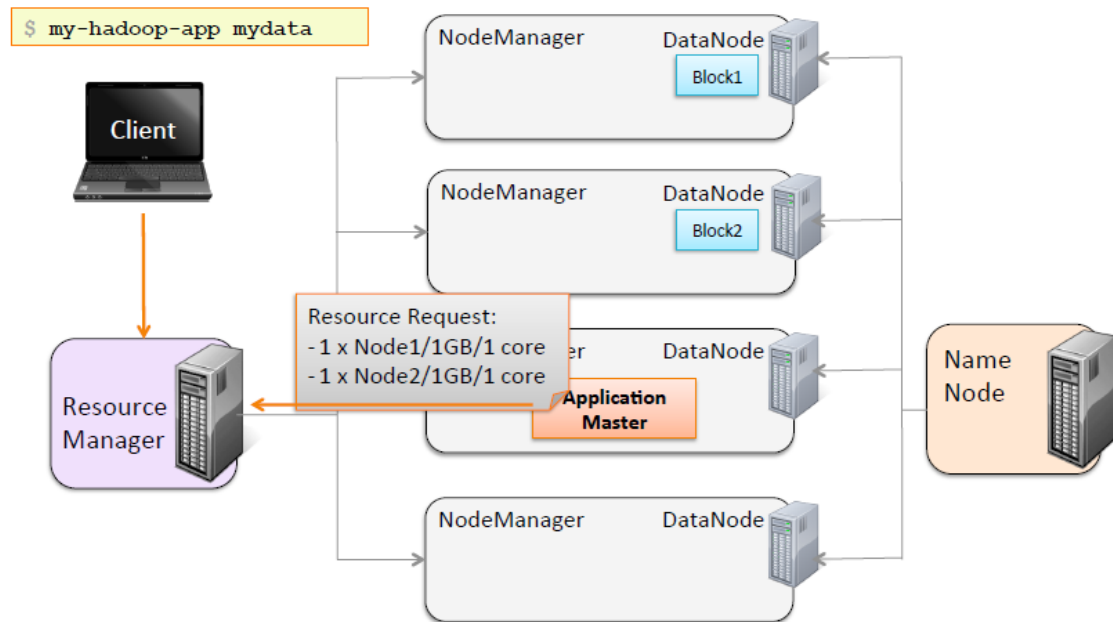 $ my-hadoop-app mydata
Client
NodeManager
DataNode
Block1
NodeManager
DataNode
Block2
Resource Request:
- 1 x Node1/1GB/1 core
- 1 x Node2/1GB/1 core
DataNode
Application
Master
Resource
Manager
Name
Node
NodeManager
DataNode